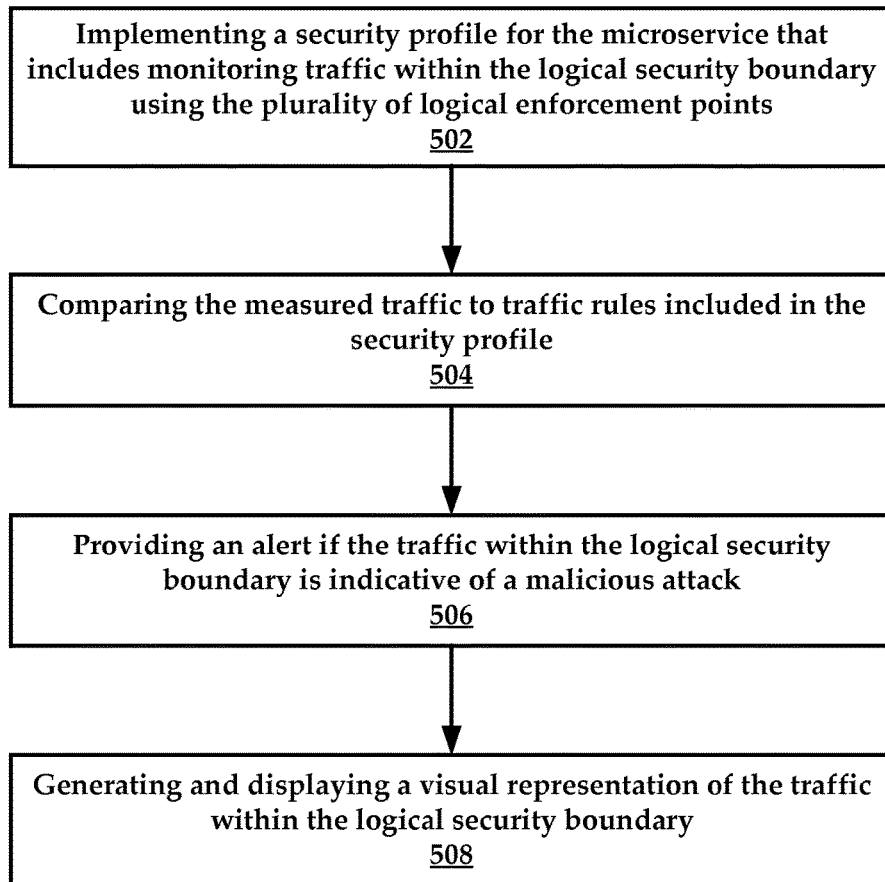 Implementing a security profile for the microservice that
includes monitoring traffic within the logical security boundary
using the plurality of logical enforcement points
502
Comparing the measured traffic to traffic rules included in the
security profile
504
Providing an alert if the traffic within the logical security
boundary is indicative of a malicious attack
506
Generating and displaying a visual representation of the traffic
within the logical security boundary
508